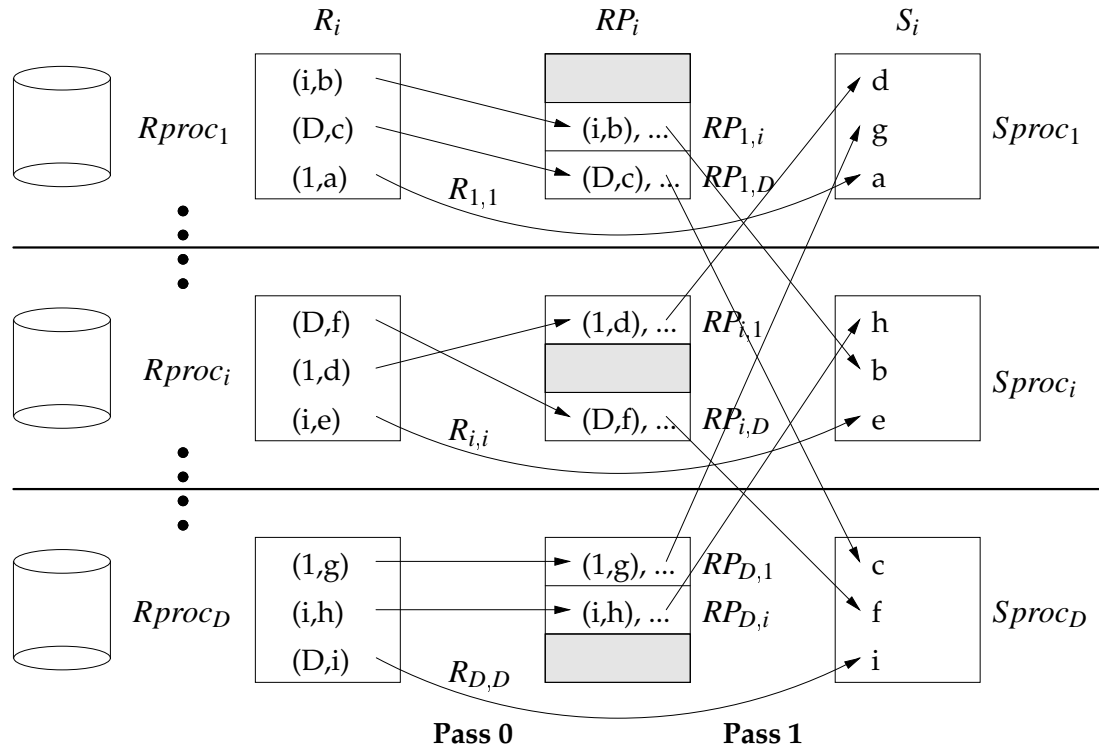 R_i RP_i S_i
(i,b) d
Rproc_1 (D,c) (i,b), ... RP_{1,i} g Sproc_1
(1,a) R_{1,1} (D,c), ... RP_{1,D} a
(D,f) (1,d), ... RP_{i,1} h
Rproc_i (1,d) b Sproc_i
(i,e) R_{i,i} (D,f), ... RP_{i,D} e
(1,g) (1,g), ... RP_{D,1} c
Rproc_D (i,h) (i,h), ... RP_{D,i} f Sproc_D
(D,i) R_{D,D} i
Pass 0 Pass 1